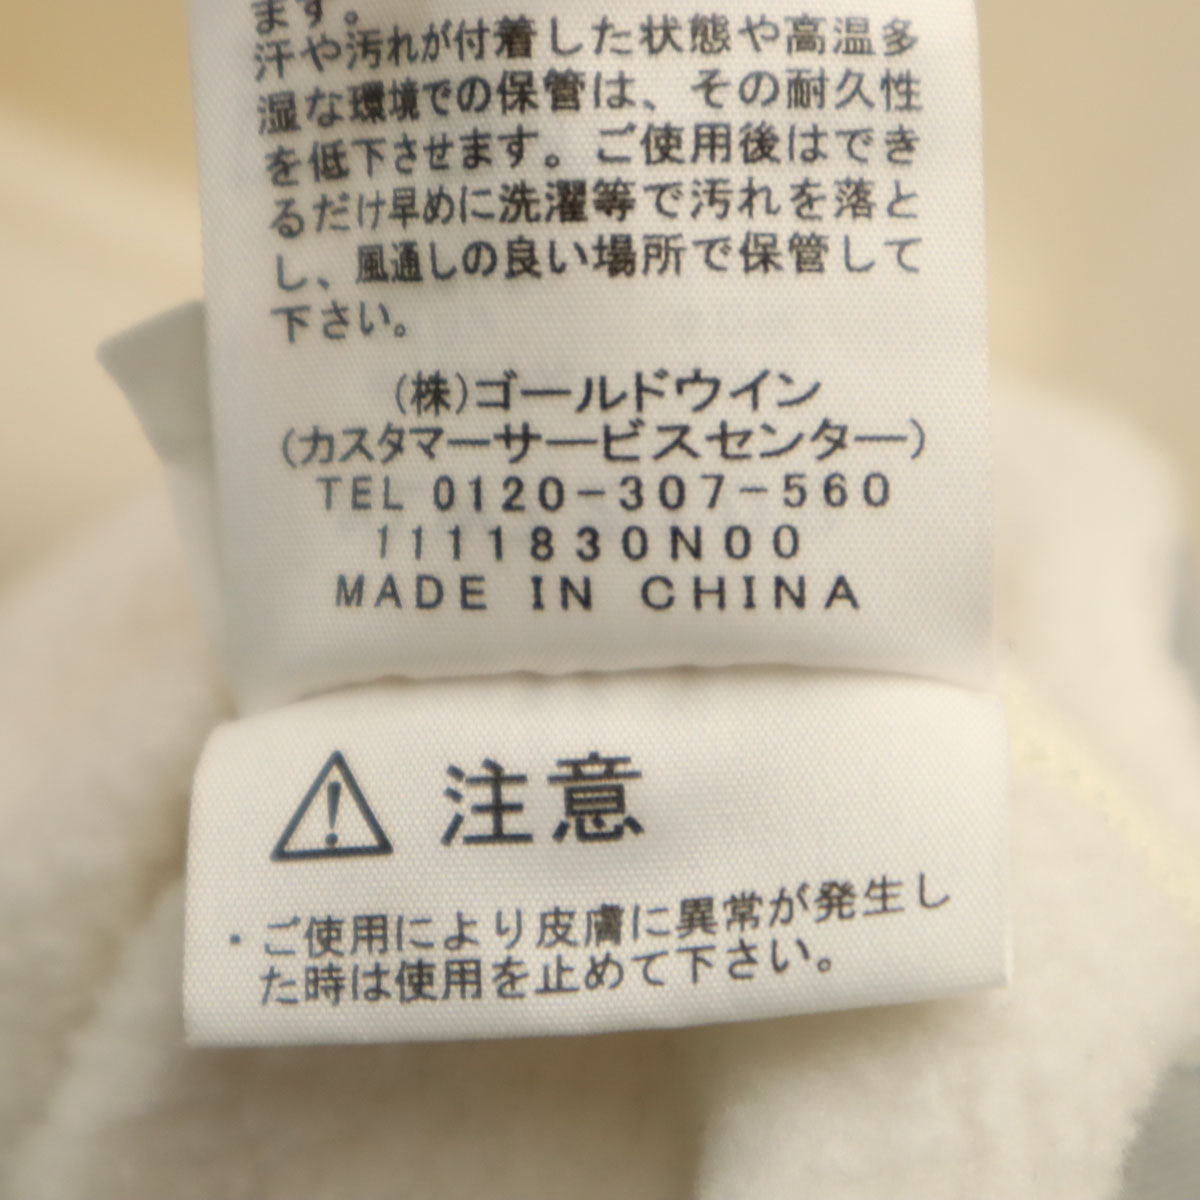 ます。
汗や汚れが付着した状態や高温多
湿な環境での保管は、その耐久性
を低下させます。ご使用後はでき
るだけ早めに洗濯等で汚れを落と
し、風通しの良い場所で保管して
下さい。
(株)ゴールドウイン
(カスタマーサービスセンター)
TEL 0120-307-560
1111830N00
MADE IN CHINA
注意
・ご使用により皮膚に異常が発生し
た時は使用を止めて下さい。